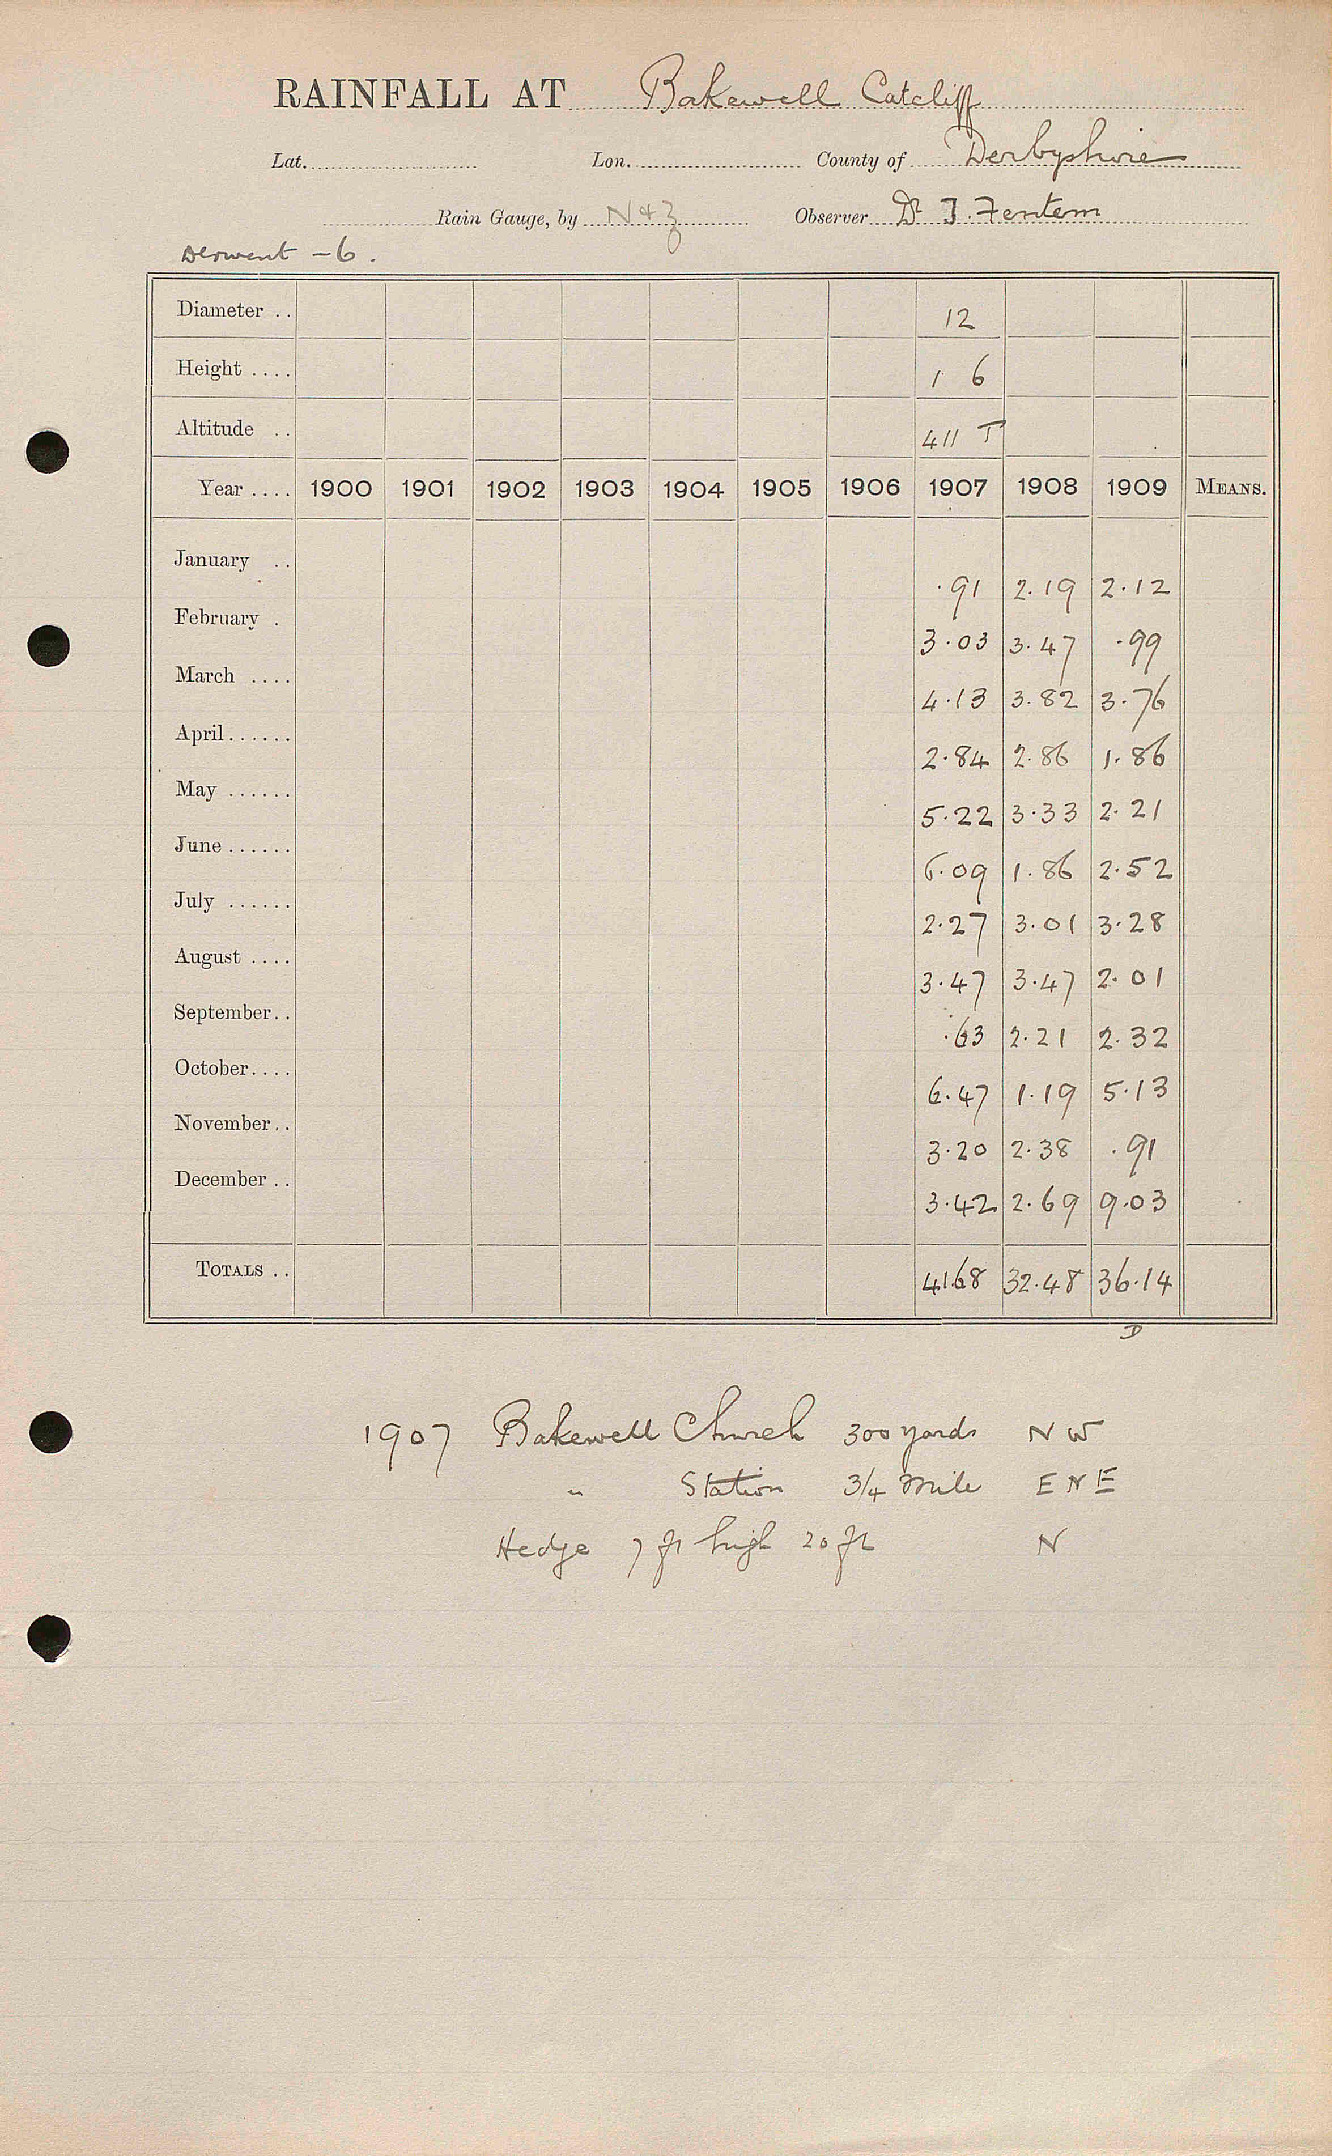 RAINFALL AT Bakewell Catcliff
Lat. Lon. County of Derbyshire
Rain Gauge, by N & Z Observer Dr T. Fentem
Derwent - 6.
Diameter .. 12
Height .... 1 6
Altitude .. 411 T
Year .... 1900 1901 1902 1903 1904 1905 1906 1907 1908 1909 MEANS.
January .. .91 2.19 2.12
February . 3.03 3.47 .99
March .... 4.13 3.82 3.76
April...... 2.84 2.86 1.86
May ...... 5.22 3.33 2.21
June ...... 6.09 1.86 2.52
July ...... 2.27 3.01 3.28
August .... 3.47 3.47 2.01
September.. .63 2.21 2.32
October.... 6.47 1.19 5.13
November.. 3.20 2.38 .91
December .. 3.42 2.69 9.03
TOTALS .. 41.68 32.48 36.14
D
1907 Bakewell Church 300 yards N W
" Station 3/4 Mile E N E
Hedge 7 ft high 20 ft N